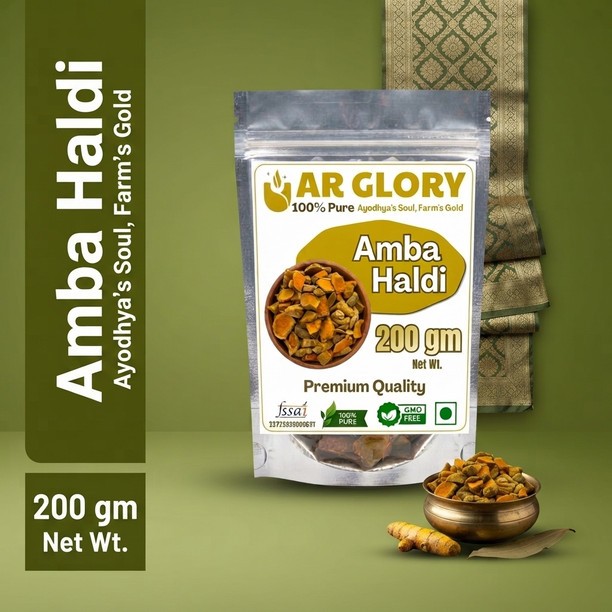 Amba Haldi
Ayodhya's Soul, Farm's Gold
200 gm
Net Wt.
AR GLORY
100% Pure Ayodhya's Soul, Farm's Gold
Amba
Haldi
200 gm
Net Wt.
Premium Quality
fssai
100%
PURE
GMO
FREE